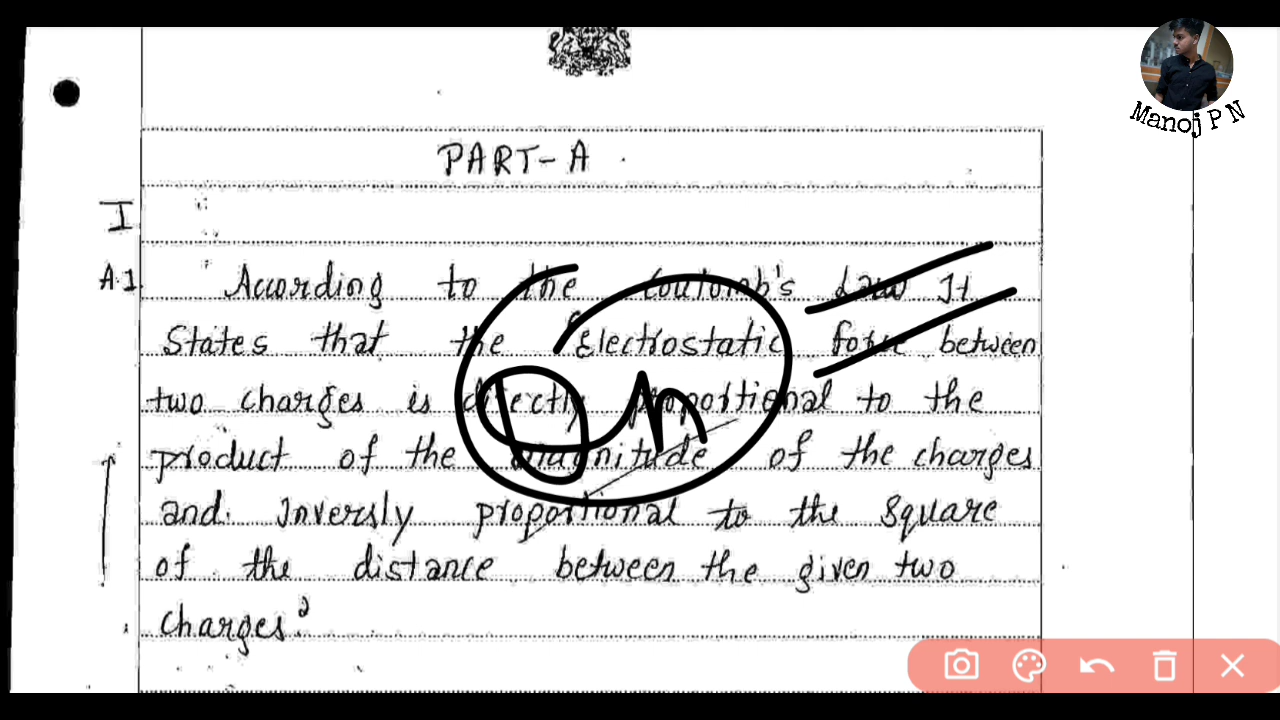 Manoj P N
PART-A
I
A.1 "Acording to the Coulomb's Law It
States that the Electrostatic force between
two charges is directly proportional to the
product of the magnitude of the charges
and. Inversly proportional to the square
of the distance between the given two
charges."